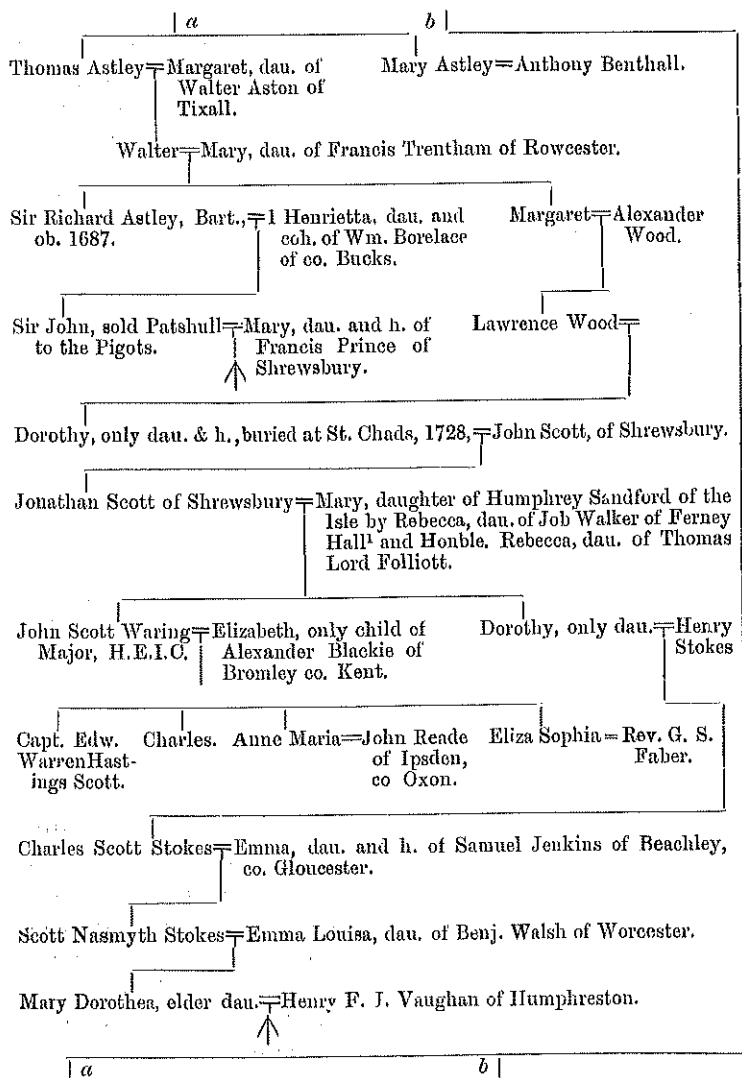 a b
Thomas Astley=Margaret, dau. of Walter Aston of Tixall.
Mary Astley=Anthony Benthall.
Walter=Mary, dau. of Francis Trentham of Rowcester.
Sir Richard Astley, Bart.,=1 Henrietta, dau. and
ob. 1687. coh. of Wm. Borelace
of co. Bucks.
Margaret=Alexander
Wood.
Sir John, sold Patshull=Mary, dau. and h. of
to the Pigots. Francis Prince of
Shrewsbury.
Lawrence Wood=
Dorothy, only dau. & h., buried at St. Chads, 1728,=John Scott, of Shrewsbury.
Jonathan Scott of Shrewsbury=Mary, daughter of Humphrey Sandford of the
Isle by Rebecca, dau. of Job Walker of Ferney
Hall¹ and Honble. Rebecca, dau. of Thomas
Lord Folliott.
John Scott Waring=Elizabeth, only child of
Major, H.E.I.C. Alexander Blackie of
Bromley co. Kent.
Dorothy, only dau.=Henry
Stokes
Capt. Edw.
Warren Hast-
ings Scott.
Charles.
Anne Maria=John Reade
of Ipsden,
co Oxon.
Eliza Sophia=Rev. G. S.
Faber.
Charles Scott Stokes=Emma, dau. and h. of Samuel Jenkins of Beachley,
co. Gloucester.
Scott Nasmyth Stokes=Emma Louisa, dau. of Benj. Walsh of Worcester.
Mary Dorothea, elder dau.=Henry F. J. Vaughan of Humphreston.
a b